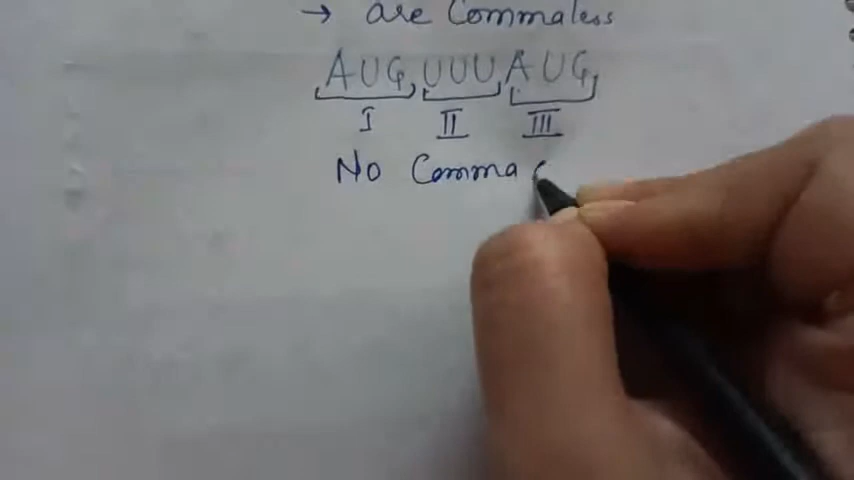 → are Commaless
AUG UUU AUG
I II III
No Comma